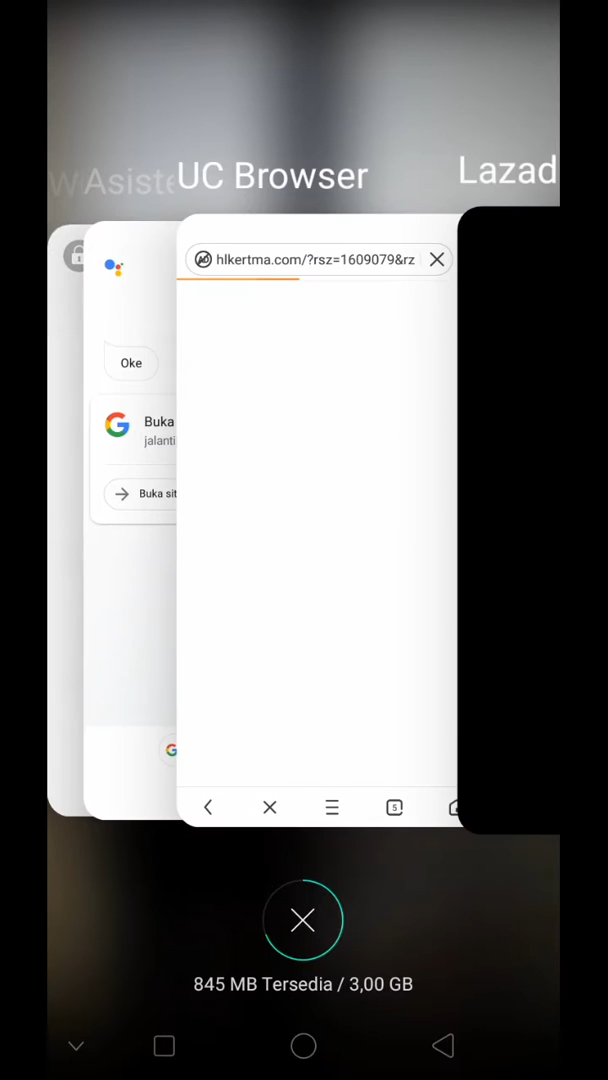 W
Asiste
UC Browser
Lazad
hlkertma.com/?rsz=1609079&rz
Oke
Buka
jalanti
Buka sit
5
845 MB Tersedia / 3,00 GB